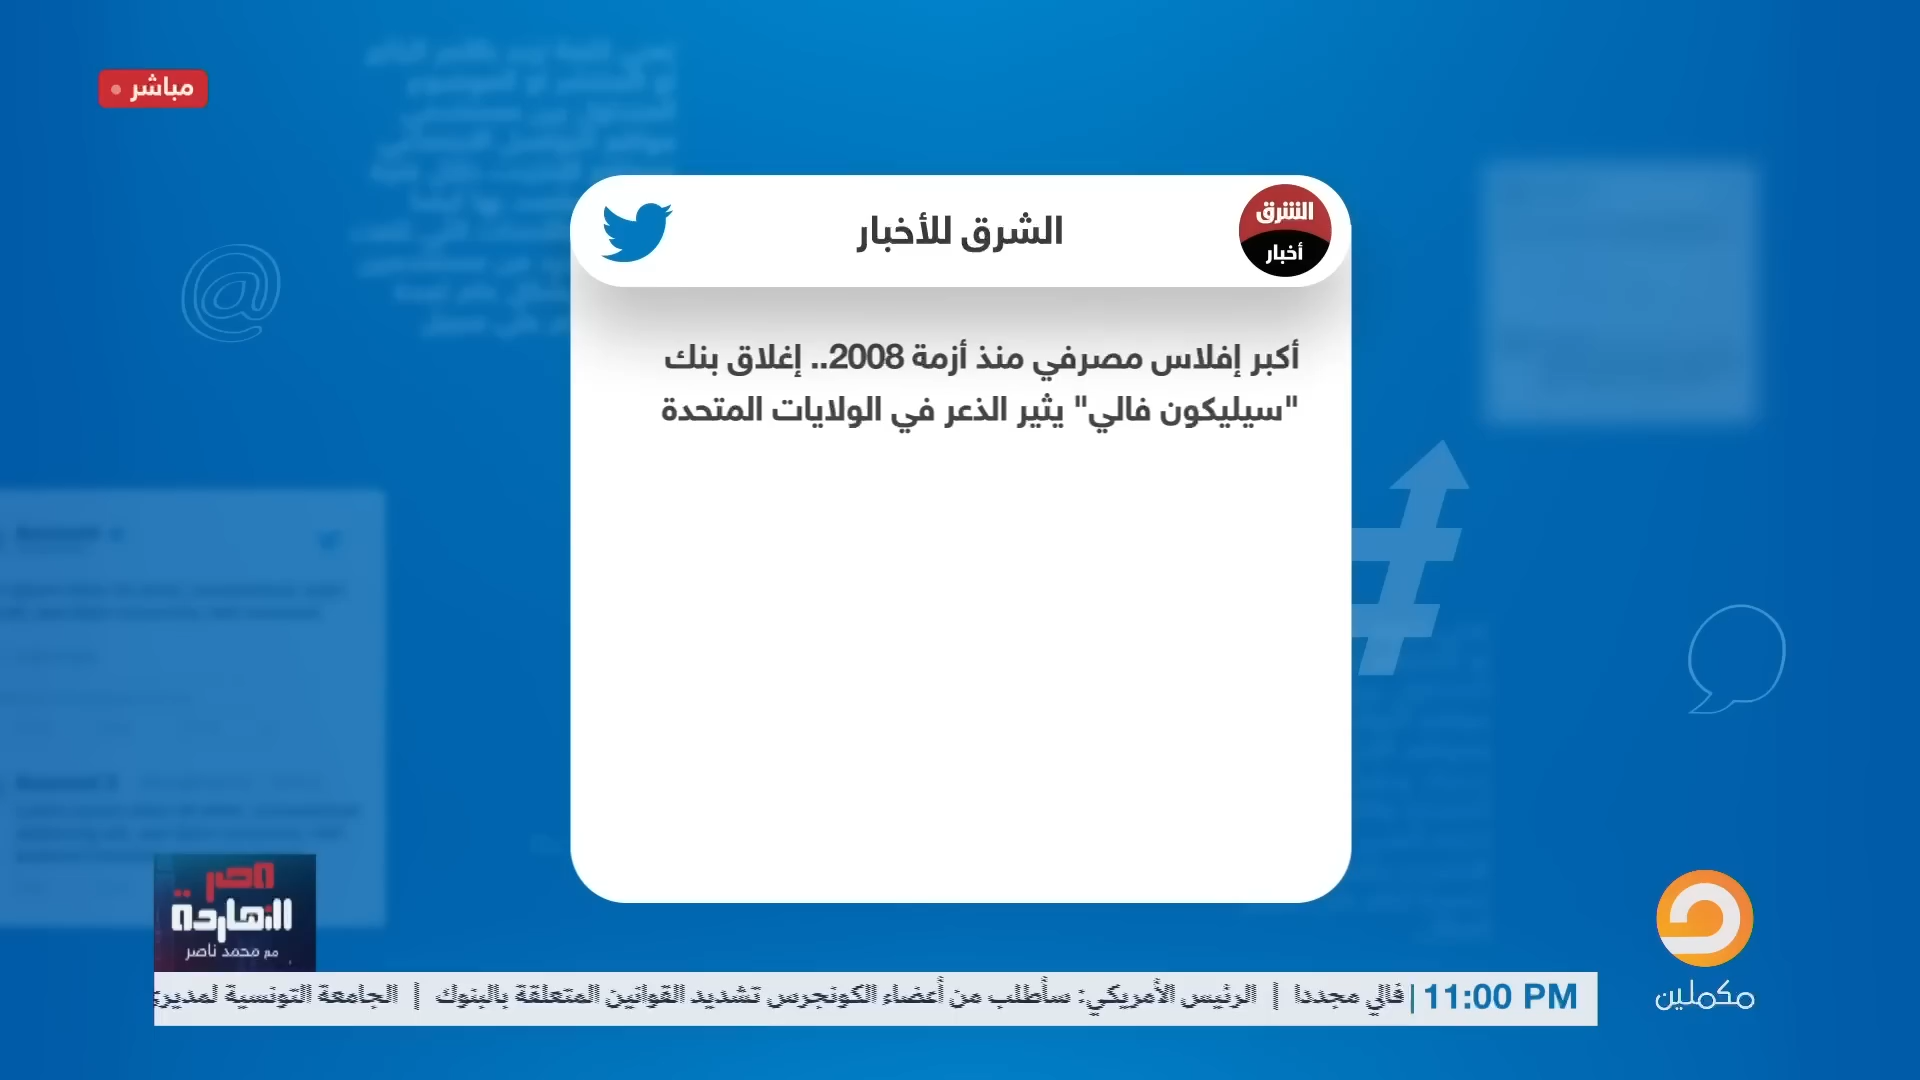 مباشر
الشرق للأخبار
الشرق
أخبار
أكبر إفلاس مصرفي منذ أزمة 2008.. إغلاق بنك
"سيليكون فالي" يثير الذعر في الولايات المتحدة
مصر
النهاردة
مع محمد ناصر
11:00 PM | فالي مجددا | الرئيس الأمريكي: سأطلب من أعضاء الكونجرس تشديد القوانين المتعلقة بالبنوك | الجامعة التونسية لمديري
مكملين